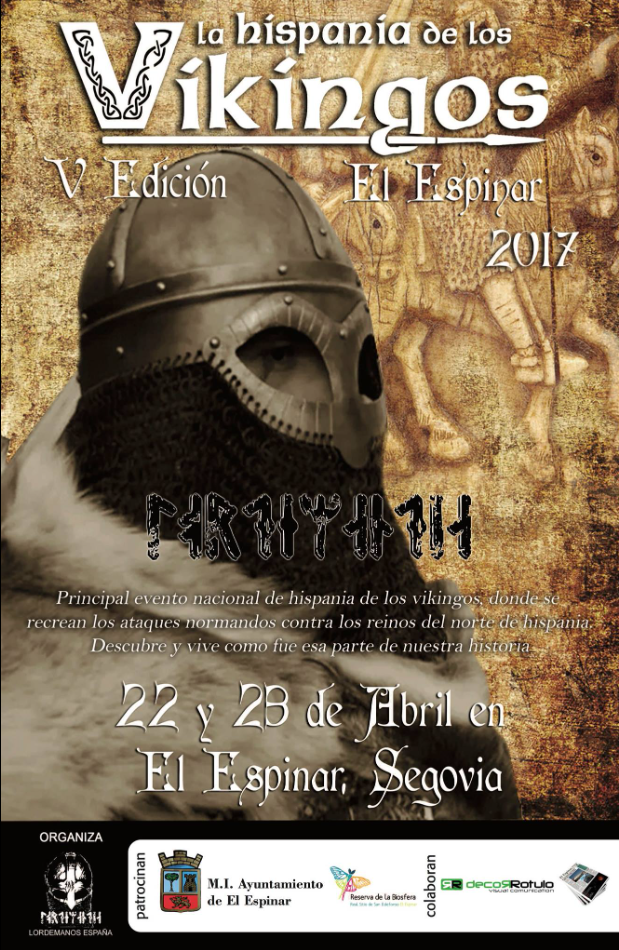 la hispania de los
Vikingos
V Edición
El Espinar
2017
Principal evento nacional de hispania de los vikingos, donde se
recrean los ataques normandos contra los reinos del norte de hispania.
Descubre y vive como fue esa parte de nuestra historia
22 y 23 de Abril en
El Espinar, Segovia
ORGANIZA
LORDEMANOS ESPAÑA
patrocinan
M.I. Ayuntamiento
de El Espinar
Reserva de La Biosfera
colaboran
decoRRotulo
visual comunication